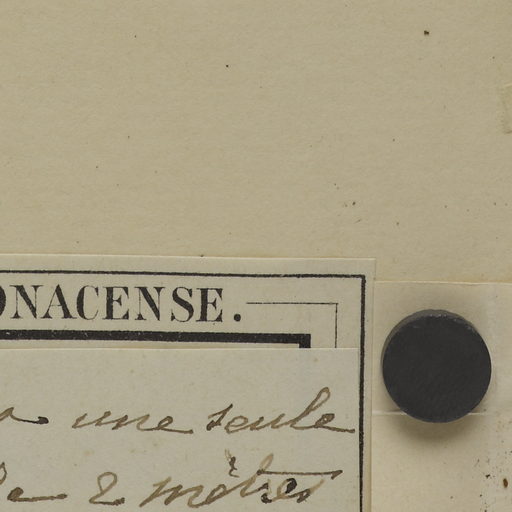 ONACENSE.
une seule
2 mètres